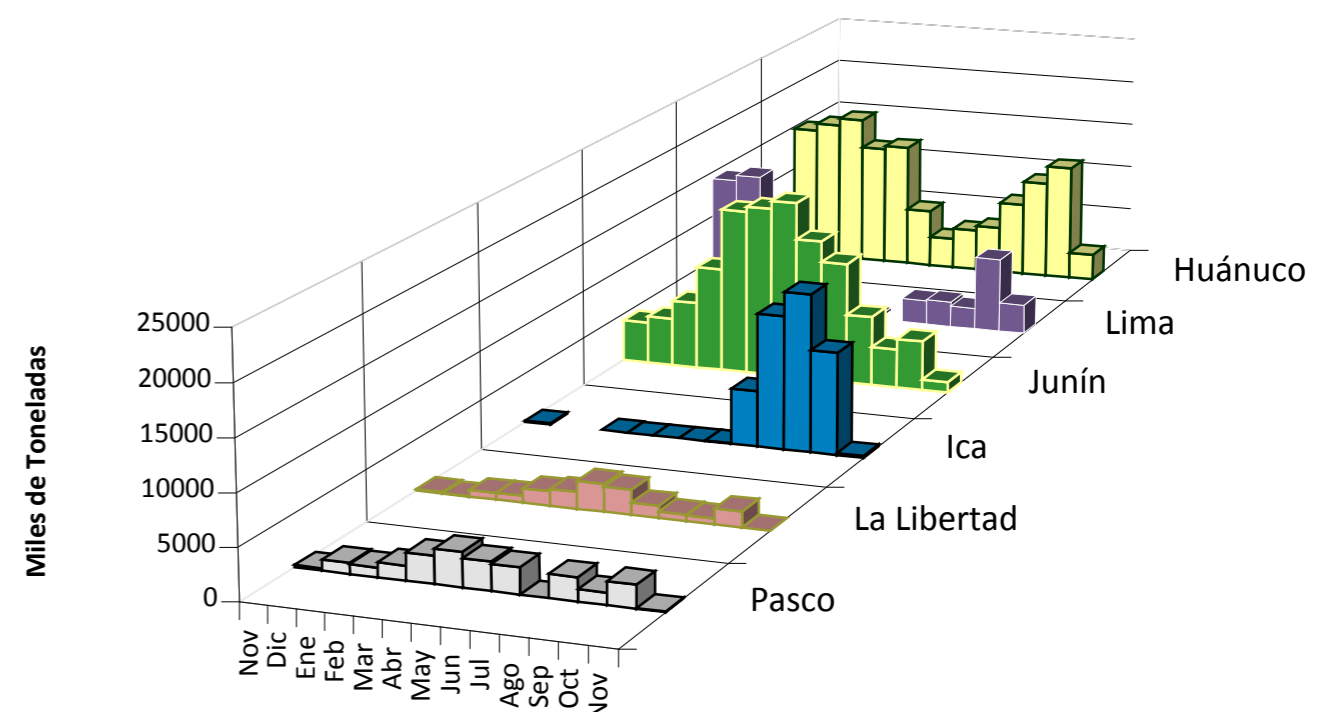 Miles de Toneladas
25000
20000
15000
10000
5000
0
Nov
Dic
Ene
Feb
Mar
Abr
May
Jun
Jul
Ago
Sep
Oct
Nov
Huánuco
Lima
Junín
Ica
La Libertad
Pasco